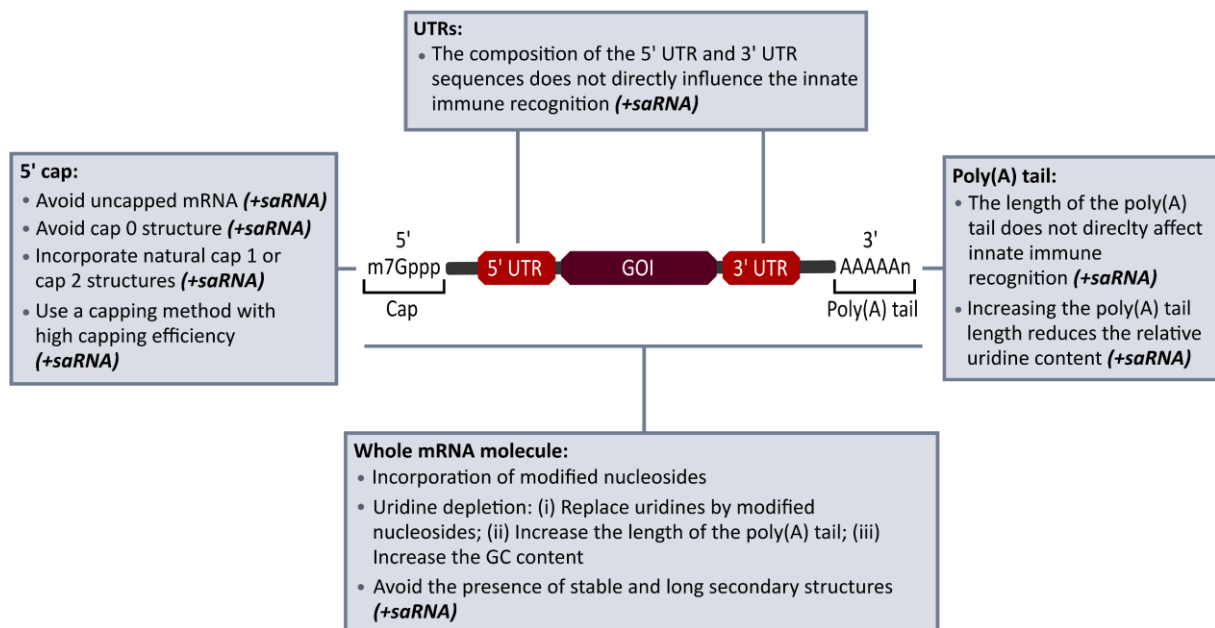 UTRs:
• The composition of the 5' UTR and 3' UTR
sequences does not directly influence the innate
immune recognition (+saRNA)
5' cap:
• Avoid uncapped mRNA (+saRNA)
• Avoid cap 0 structure (+saRNA)
• Incorporate natural cap 1 or
cap 2 structures (+saRNA)
• Use a capping method with
high capping efficiency
(+saRNA)
5'
m7Gppp
Cap
5' UTR
GOI
3' UTR
3'
AAAAAn
Poly(A) tail
Poly(A) tail:
• The length of the poly(A)
tail does not direclty affect
innate immune
recognition (+saRNA)
• Increasing the poly(A) tail
length reduces the relative
uridine content (+saRNA)
Whole mRNA molecule:
• Incorporation of modified nucleosides
• Uridine depletion: (i) Replace uridines by modified
nucleosides; (ii) Increase the length of the poly(A) tail; (iii)
Increase the GC content
• Avoid the presence of stable and long secondary structures
(+saRNA)